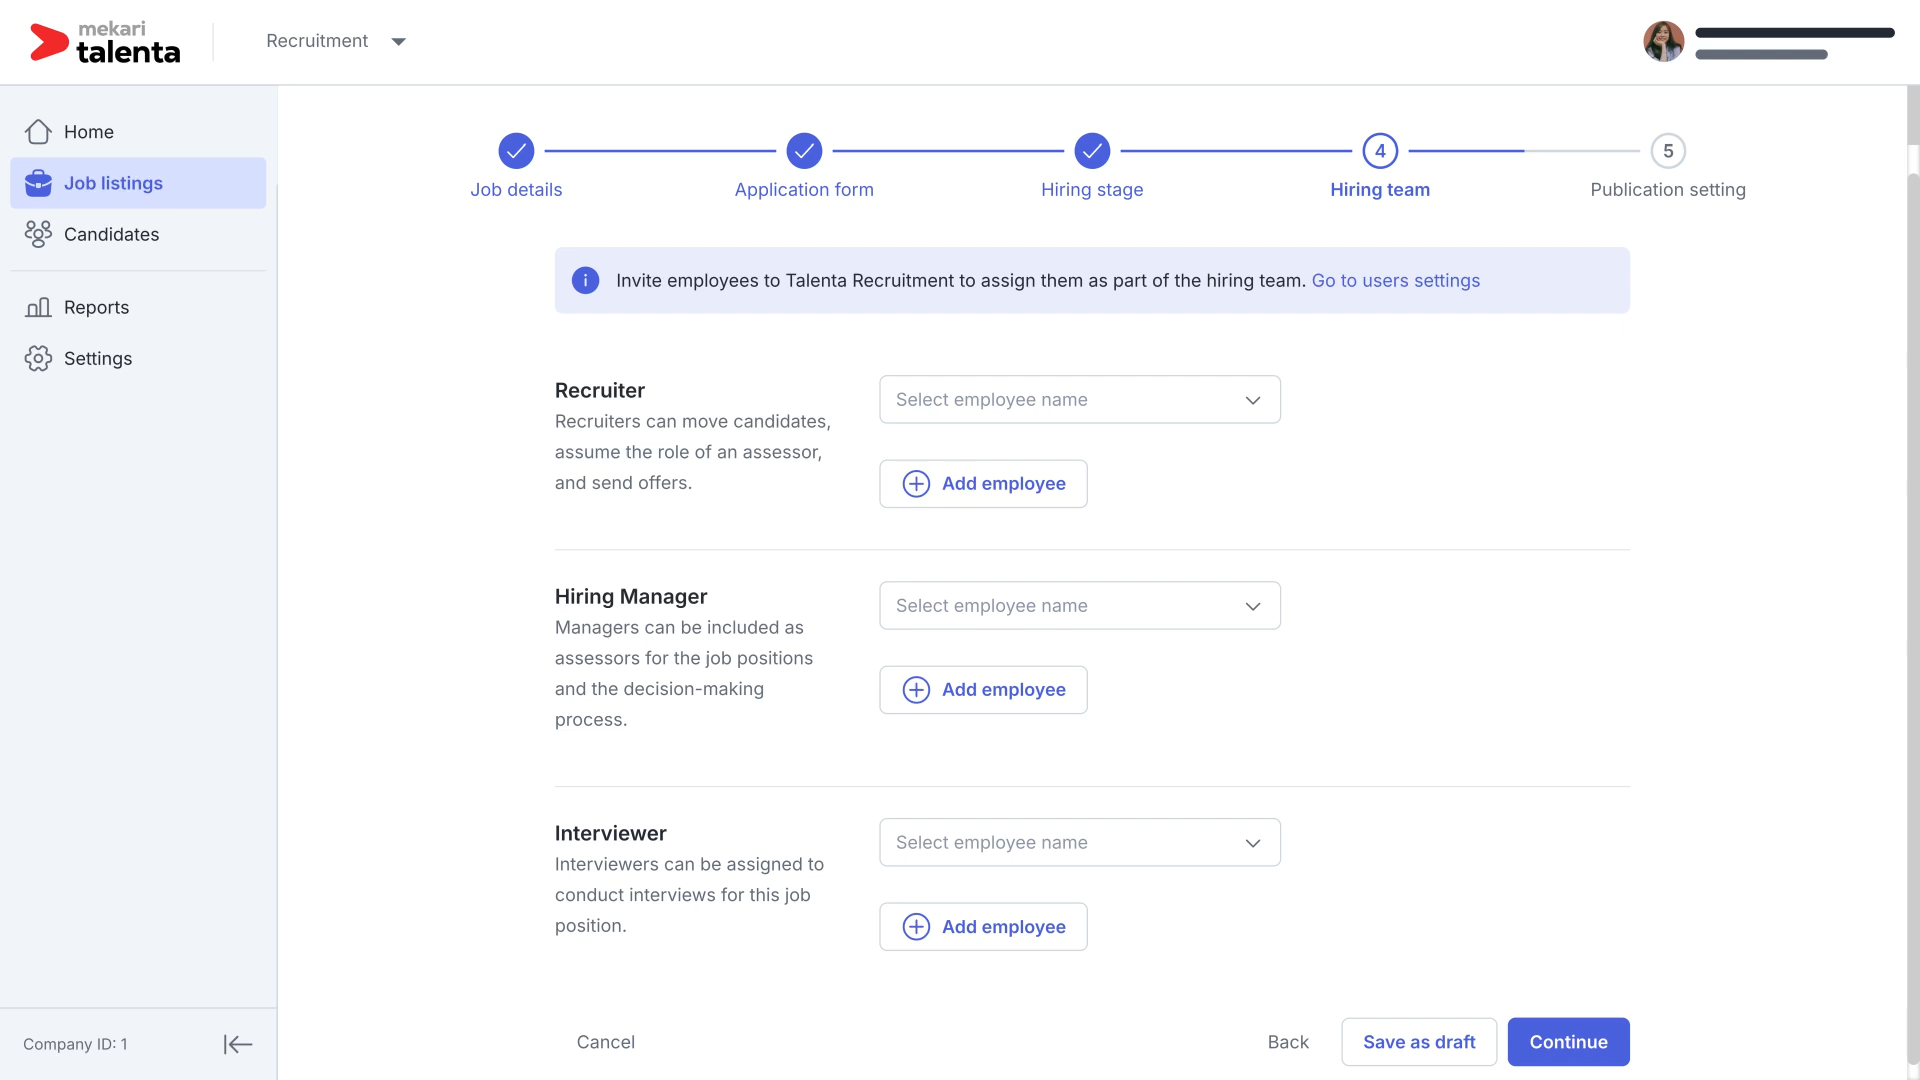 mekari
talenta
Recruitment
Home
Job listings
Candidates
Reports
Settings
Company ID: 1
Job details
Application form
Hiring stage
4
Hiring team
5
Publication setting
Invite employees to Talenta Recruitment to assign them as part of the hiring team. Go to users settings
Recruiter
Recruiters can move candidates,
assume the role of an assessor,
and send offers.
Select employee name
Add employee
Hiring Manager
Managers can be included as
assessors for the job positions
and the decision-making
process.
Select employee name
Add employee
Interviewer
Interviewers can be assigned to
conduct interviews for this job
position.
Select employee name
Add employee
Cancel
Back
Save as draft
Continue